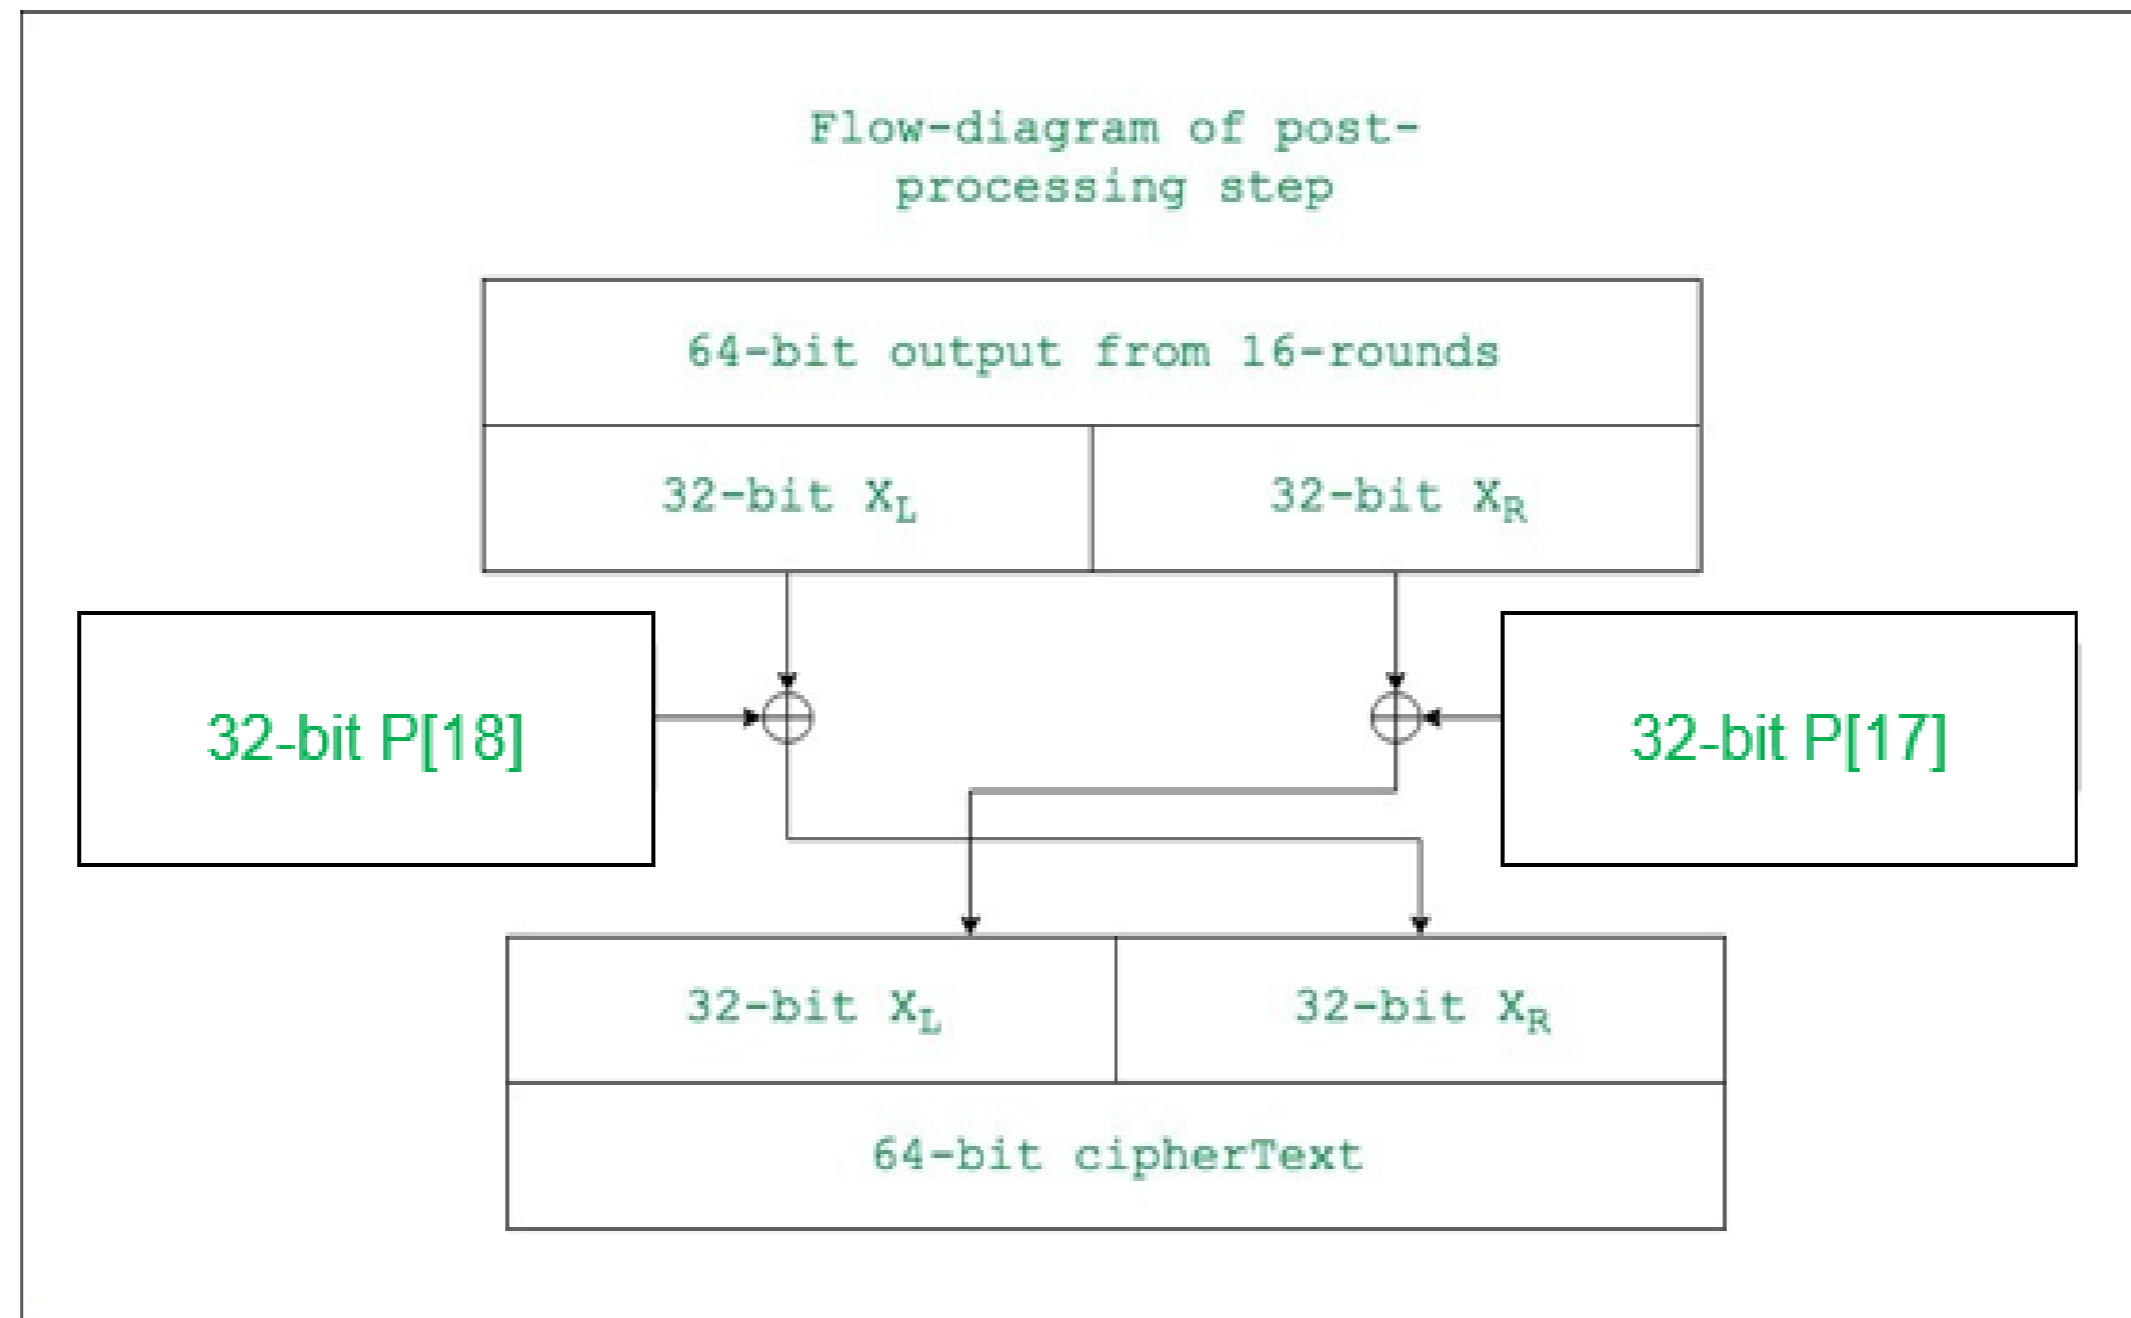 Flow-diagram of post-
processing step
64-bit output from 16-rounds
32-bit XL
32-bit XR
32-bit P[18]
32-bit P[17]
32-bit XL
32-bit XR
64-bit cipherText